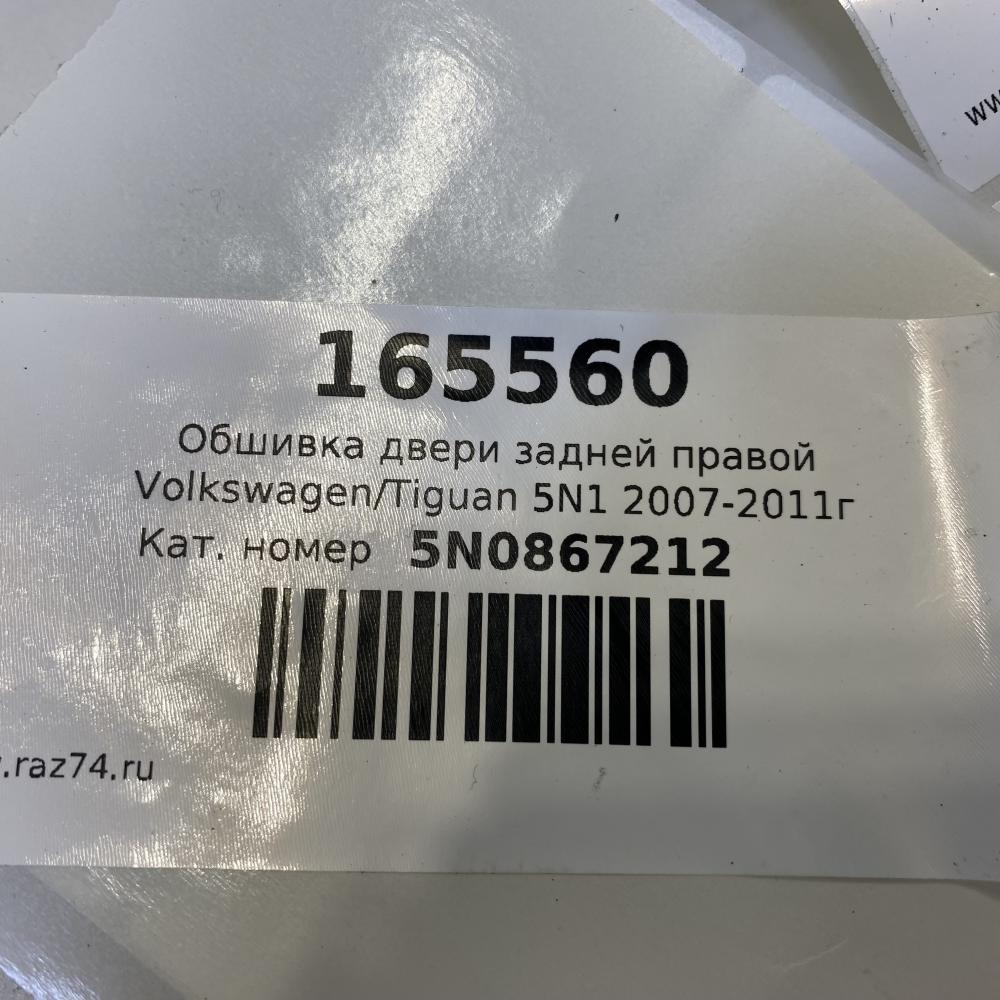 165560
Обшивка двери задней правой
Volkswagen/Tiguan 5N1 2007-2011г
Кат. номер 5N0867212
.raz74.ru